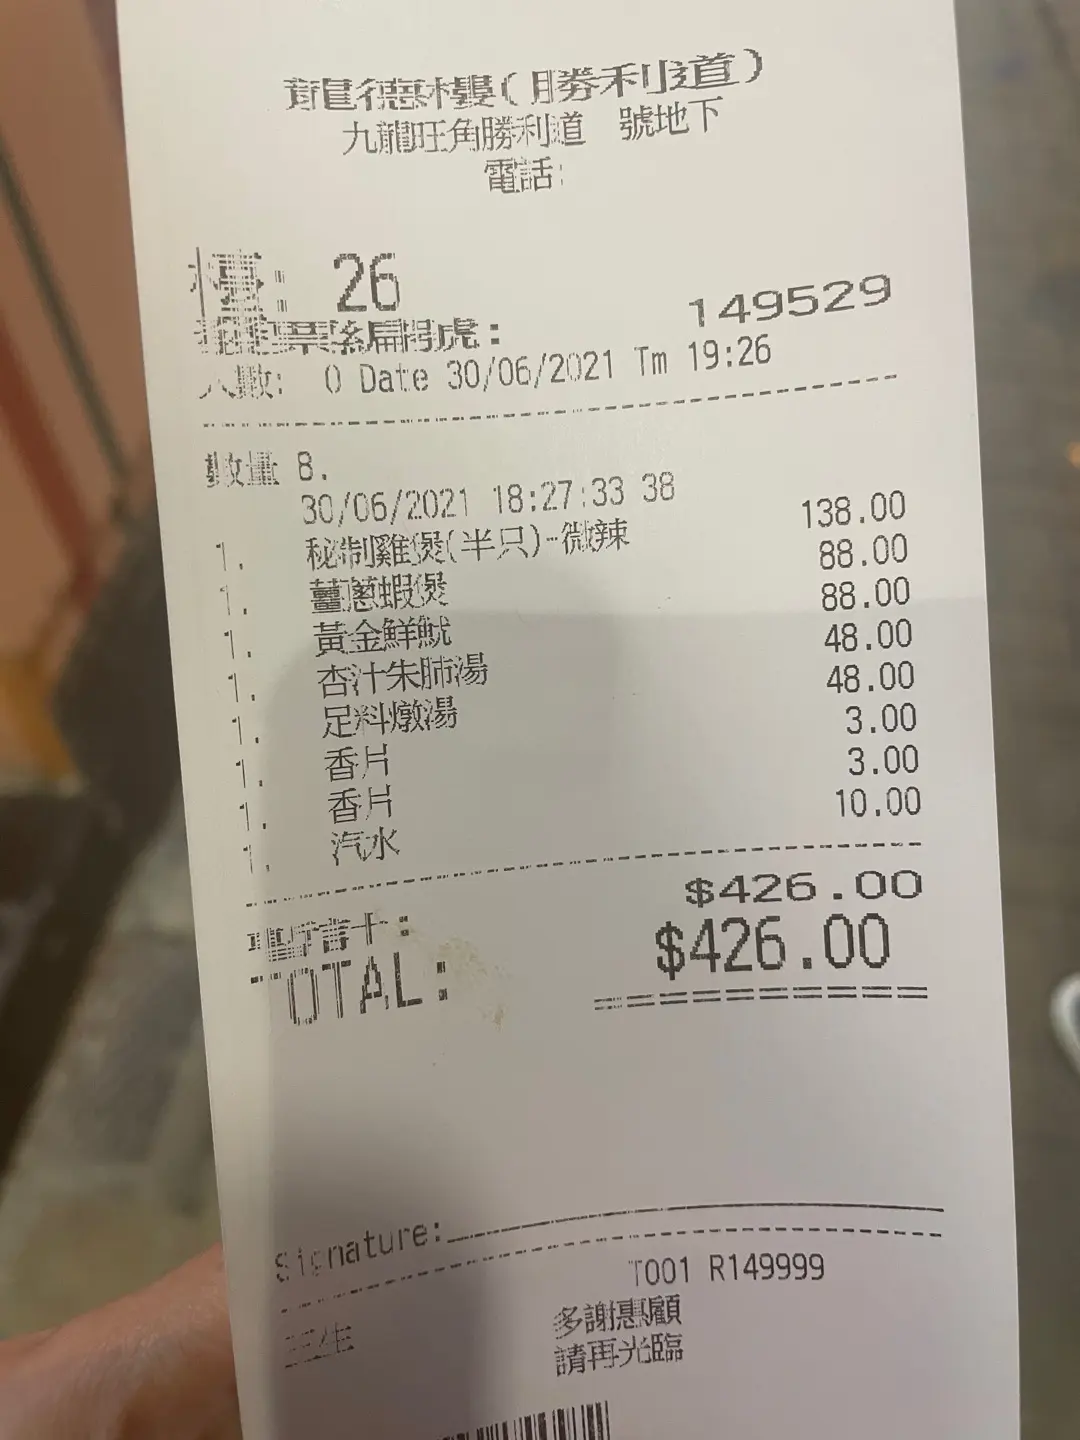 龍德樓(勝利道)
九龍旺角勝利道 號地下
電話:
檯: 26
發票編號: 149529
人數: 0 Date 30/06/2021 Tm 19:26
數量 8.
30/06/2021 18:27:33 38
1. 秘制雞煲(半只)-微辣 138.00
1. 薑蔥蝦煲 88.00
1. 黃金鮮魷 88.00
1. 杏汁朱肺湯 48.00
1. 足料燉湯 48.00
1. 香片 3.00
1. 香片 3.00
1. 汽水 10.00
$426.00
TOTAL: $426.00
Signature:
T001 R149999
多謝惠顧
請再光臨